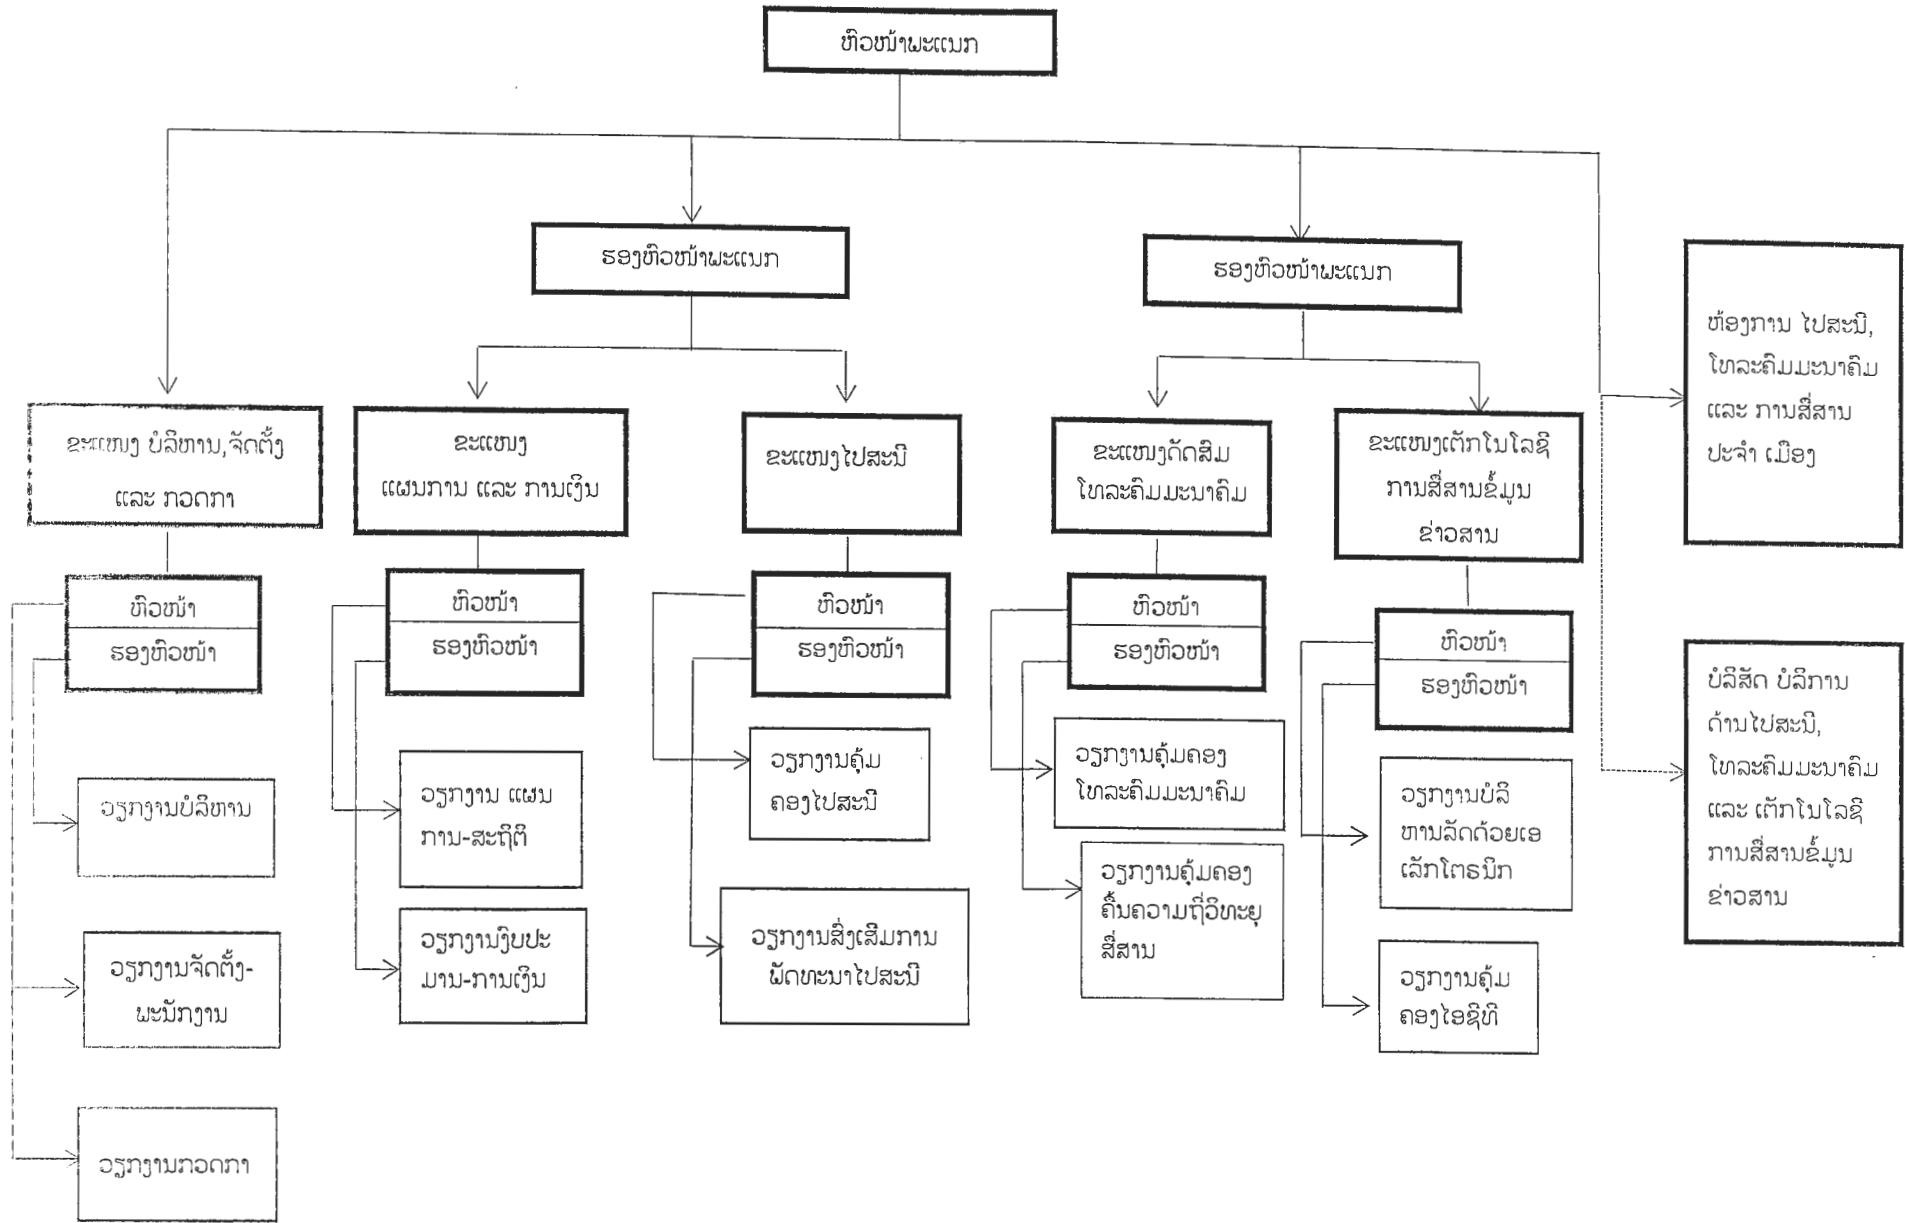 ຫົວໜ້າພະແນກ
ຮອງຫົວໜ້າພະແນກ
ຮອງຫົວໜ້າພະແນກ
ຫ້ອງການ ໄປສະນີ,
ໂທລະຄົມມະນາຄົມ
ແລະ ການສື່ສານ
ປະຈຳ ເມືອງ
ຂະແໜງ ບໍລິຫານ,ຈັດຕັ້ງ
ແລະ ກວດກາ
ຂະແໜງ
ແຜນການ ແລະ ການເງິນ
ຂະແໜງໄປສະນີ
ຂະແໜງດັດສົມ
ໂທລະຄົມມະນາຄົມ
ຂະແໜງເຕັກໂນໂລຊີ
ການສື່ສານຂໍ້ມູນ
ຂ່າວສານ
ຫົວໜ້າ
ຮອງຫົວໜ້າ
ຫົວໜ້າ
ຮອງຫົວໜ້າ
ຫົວໜ້າ
ຮອງຫົວໜ້າ
ຫົວໜ້າ
ຮອງຫົວໜ້າ
ຫົວໜ້າ
ຮອງຫົວໜ້າ
ບໍລິສັດ ບໍລິການ
ດ້ານໄປສະນີ,
ໂທລະຄົມມະນາຄົມ
ແລະ ເຕັກໂນໂລຊີ
ການສື່ສານຂໍ້ມູນ
ຂ່າວສານ
ວຽກງານບໍລິຫານ
ວຽກງານ ແຜນ
ການ-ສະຖິຕິ
ວຽກງານຄຸ້ມ
ຄອງໄປສະນີ
ວຽກງານຄຸ້ມຄອງ
ໂທລະຄົມມະນາຄົມ
ວຽກງານບໍລິ
ຫານລັດດ້ວຍເອ
ເລັກໂຕຣນິກ
ວຽກງານຈັດຕັ້ງ-
ພະນັກງານ
ວຽກງານງົບປະ
ມານ-ການເງິນ
ວຽກງານສົ່ງເສີມການ
ພັດທະນາໄປສະນີ
ວຽກງານຄຸ້ມຄອງ
ຄື້ນຄວາມຖີ່ວິທະຍຸ
ສື່ສານ
ວຽກງານຄຸ້ມ
ຄອງໄອຊີທີ
ວຽກງານກວດກາ